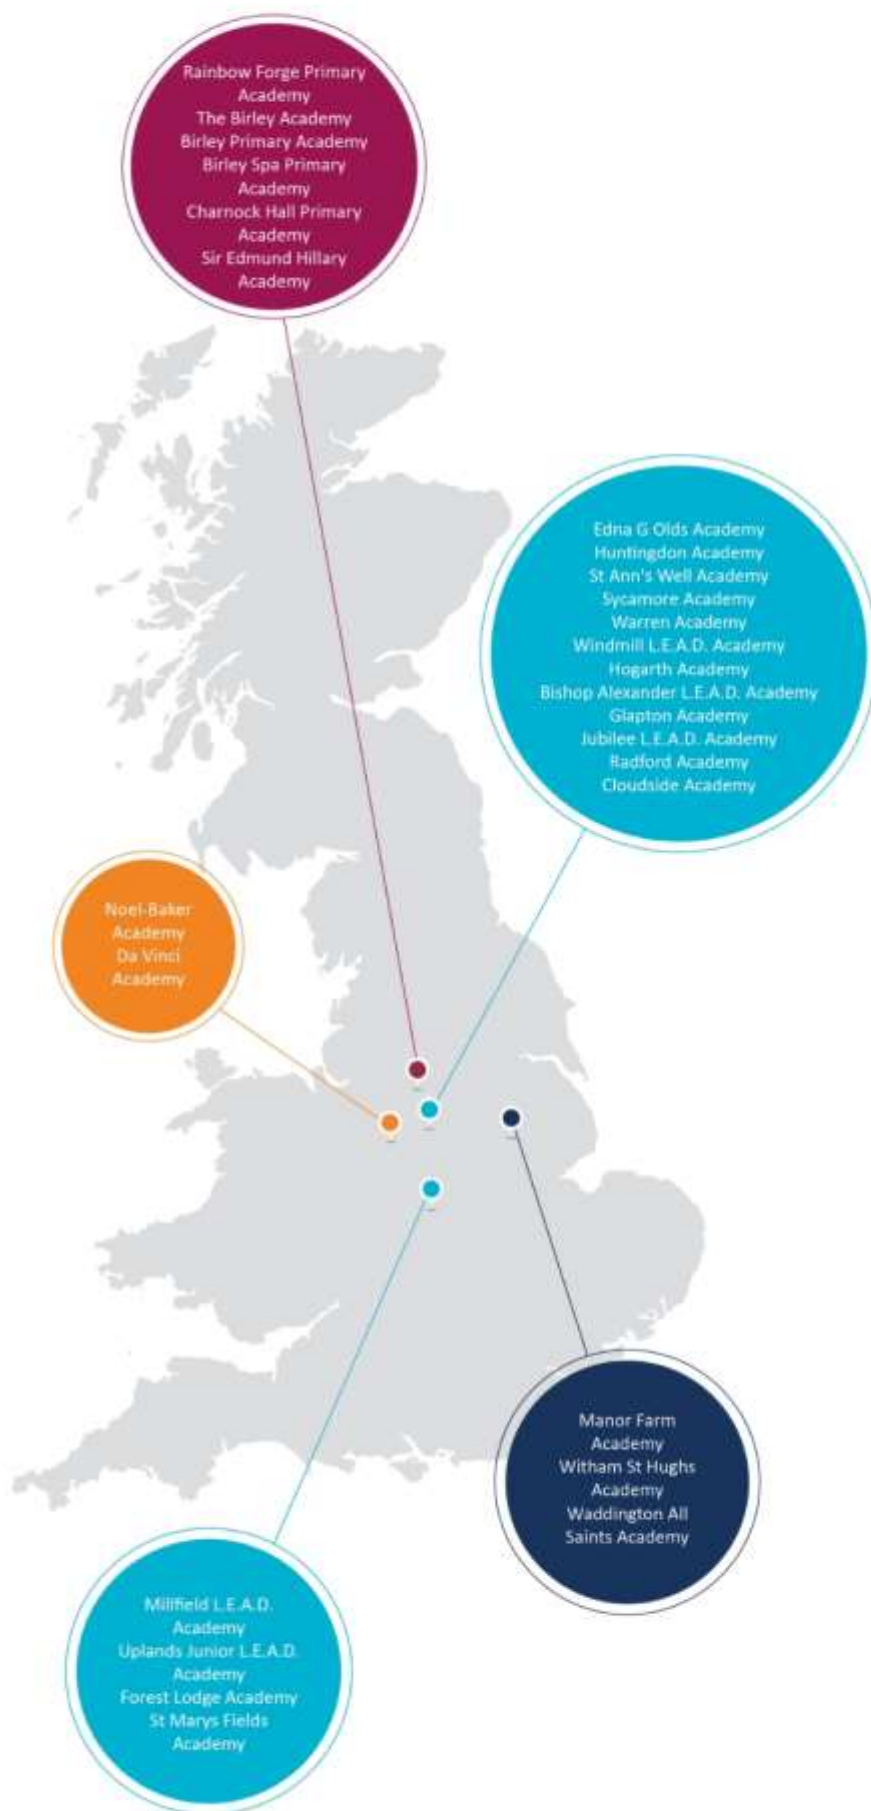 Rainbow Forge Primary
Academy
The Birley Academy
Birley Primary Academy
Birley Spa Primary
Academy
Charnock Hall Primary
Academy
Sir Edmund Hillary
Academy
Edna G Olds Academy
Huntingdon Academy
St Ann's Well Academy
Sycamore Academy
Warren Academy
Windmill L.E.A.D. Academy
Hogarth Academy
Bishop Alexander L.E.A.D. Academy
Glapton Academy
Jubilee L.E.A.D. Academy
Radford Academy
Cloudside Academy
Noel-Baker
Academy
Da Vinci
Academy
Manor Farm
Academy
Witham St Hughs
Academy
Waddington All
Saints Academy
Millfield L.E.A.D.
Academy
Uplands Junior L.E.A.D.
Academy
Forest Lodge Academy
St Marys Fields
Academy